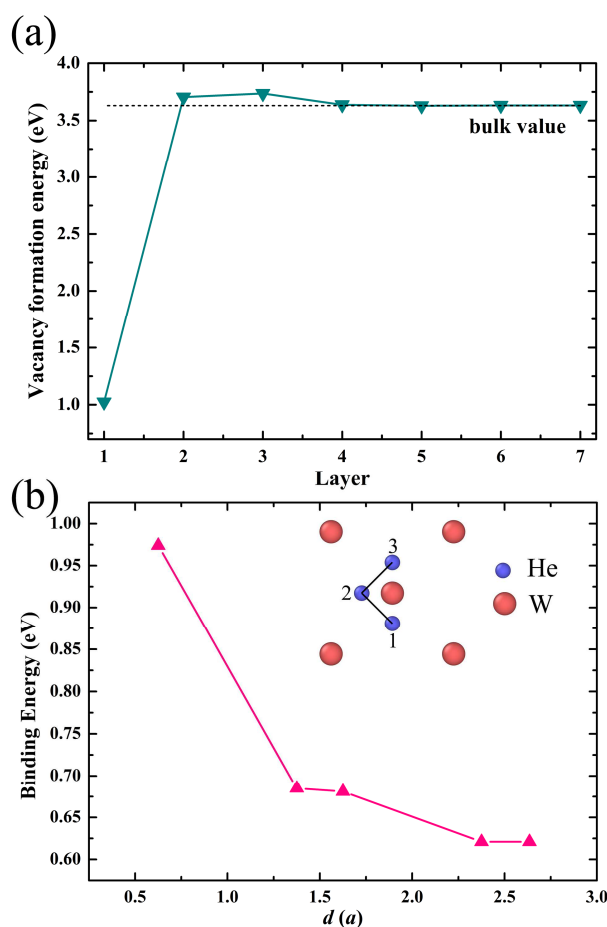 (a)
4.0
3.5
3.0
2.5
2.0
1.5
1.0
Vacancy formation energy (eV)
bulk value
1 2 3 4 5 6 7
Layer
(b)
1.00
0.95
0.90
0.85
0.80
0.75
0.70
0.65
0.60
Binding Energy (eV)
3
2
1
He
W
0.5 1.0 1.5 2.0 2.5 3.0
d (a)